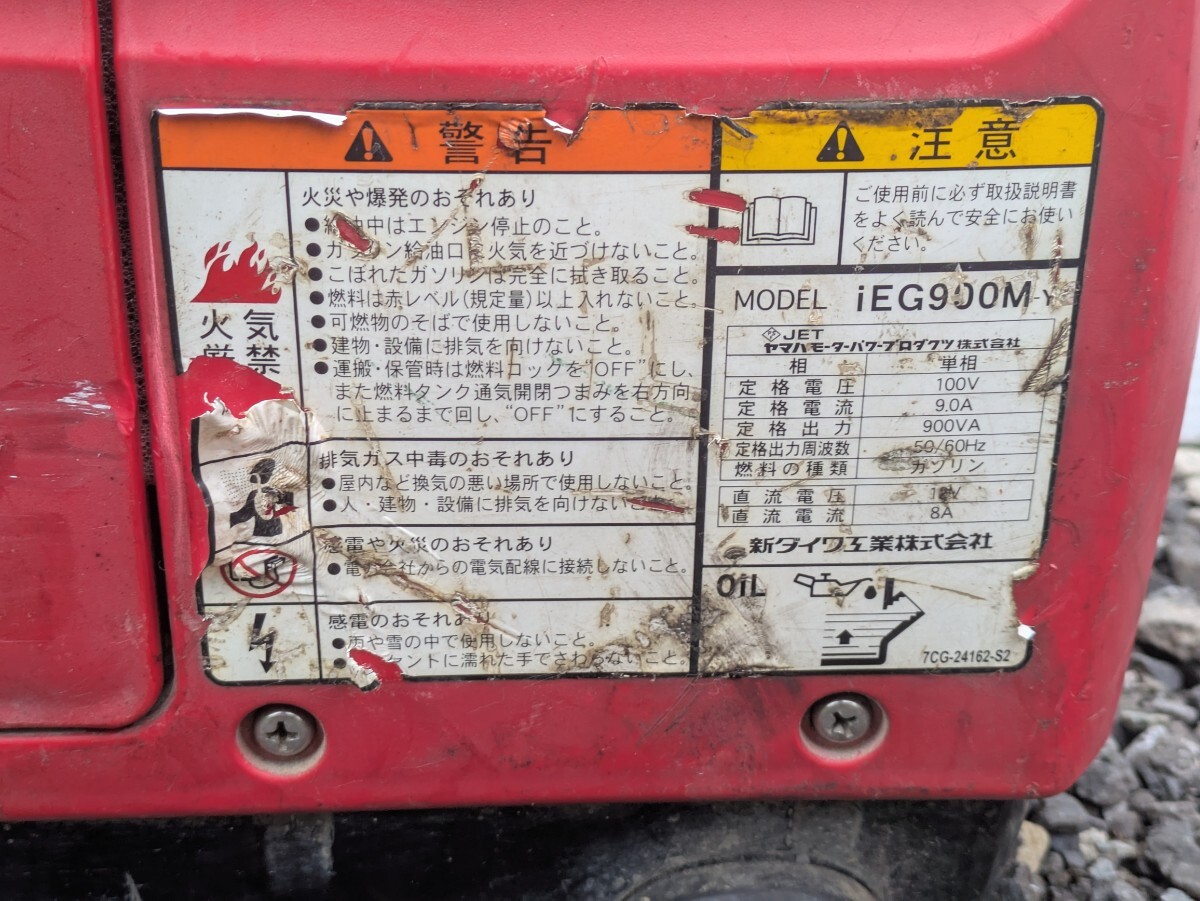 警告
火災や爆発のおそれあり
●給油中はエンジン停止のこと。
●ガソリン給油口に火気を近づけないこと。
●こぼれたガソリンは完全に拭き取ること。
●燃料は赤レベル(規定量)以上入れないこと。
●可燃物のそばで使用しないこと。
●建物・設備に排気を向けないこと。
●運搬・保管時は燃料コックを“OFF”にし、
また燃料タンク通気開閉つまみを右方向
に止まるまで回し、“OFF”にすること。
火気
厳禁
排気ガス中毒のおそれあり
●屋内など換気の悪い場所で使用しないこと。
●人・建物・設備に排気を向けないこと。
感電や火災のおそれあり
●電力会社からの電気配線に接続しないこと。
感電のおそれあり
●雨や雪の中で使用しないこと。
●コンセントに濡れた手でさわらないこと。
注意
ご使用前に必ず取扱説明書
をよく読んで安全にお使い
ください。
MODEL iEG900M-Y
JET
ヤマハモーターパワープロダクツ株式会社
相 単相
定格電圧 100V
定格電流 9.0A
定格出力 900VA
定格出力周波数 50/60Hz
燃料の種類 ガソリン
直流電圧 12V
直流電流 8A
新ダイワ工業株式会社
OiL
7CG-24162-S2